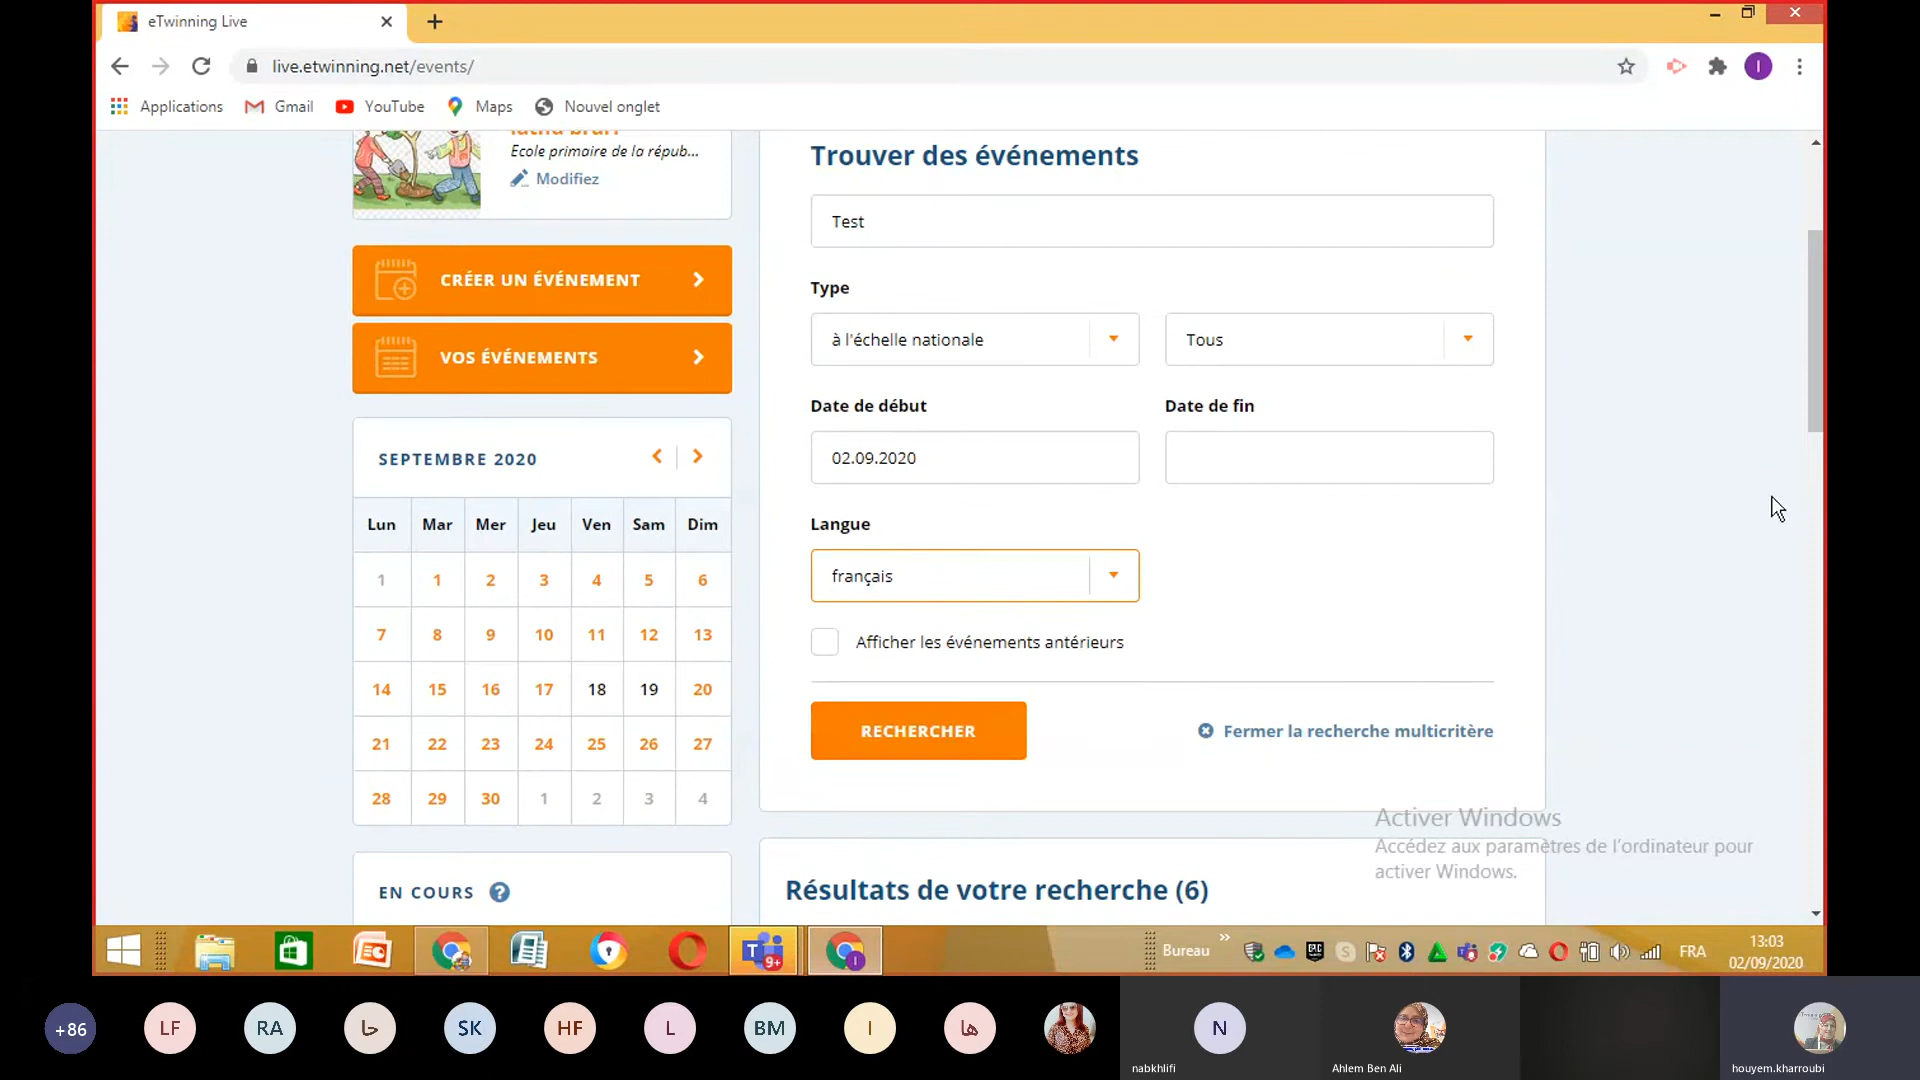 eTwinning Live
live.etwinning.net/events/
Applications
Gmail
YouTube
Maps
Nouvel onglet
Ecole primaire de la répub...
Modifiez
CRÉER UN ÉVÉNEMENT
VOS ÉVÉNEMENTS
SEPTEMBRE 2020
Lun Mar Mer Jeu Ven Sam Dim
1 1 2 3 4 5 6
7 8 9 10 11 12 13
14 15 16 17 18 19 20
21 22 23 24 25 26 27
28 29 30 1 2 3 4
EN COURS ?
Trouver des événements
Test
Type
à l'échelle nationale
Tous
Date de début
Date de fin
02.09.2020
Langue
français
Afficher les événements antérieurs
RECHERCHER
Fermer la recherche multicritère
Résultats de votre recherche (6)
Activer Windows
Accédez aux paramètres de l'ordinateur pour
activer Windows.
9+
I
Bureau
FRA
13:03
02/09/2020
+86
LF
RA
حا
SK
HF
L
BM
I
ها
N
nabkhlifi
Ahlem Ben Ali
houyem.kharroubi